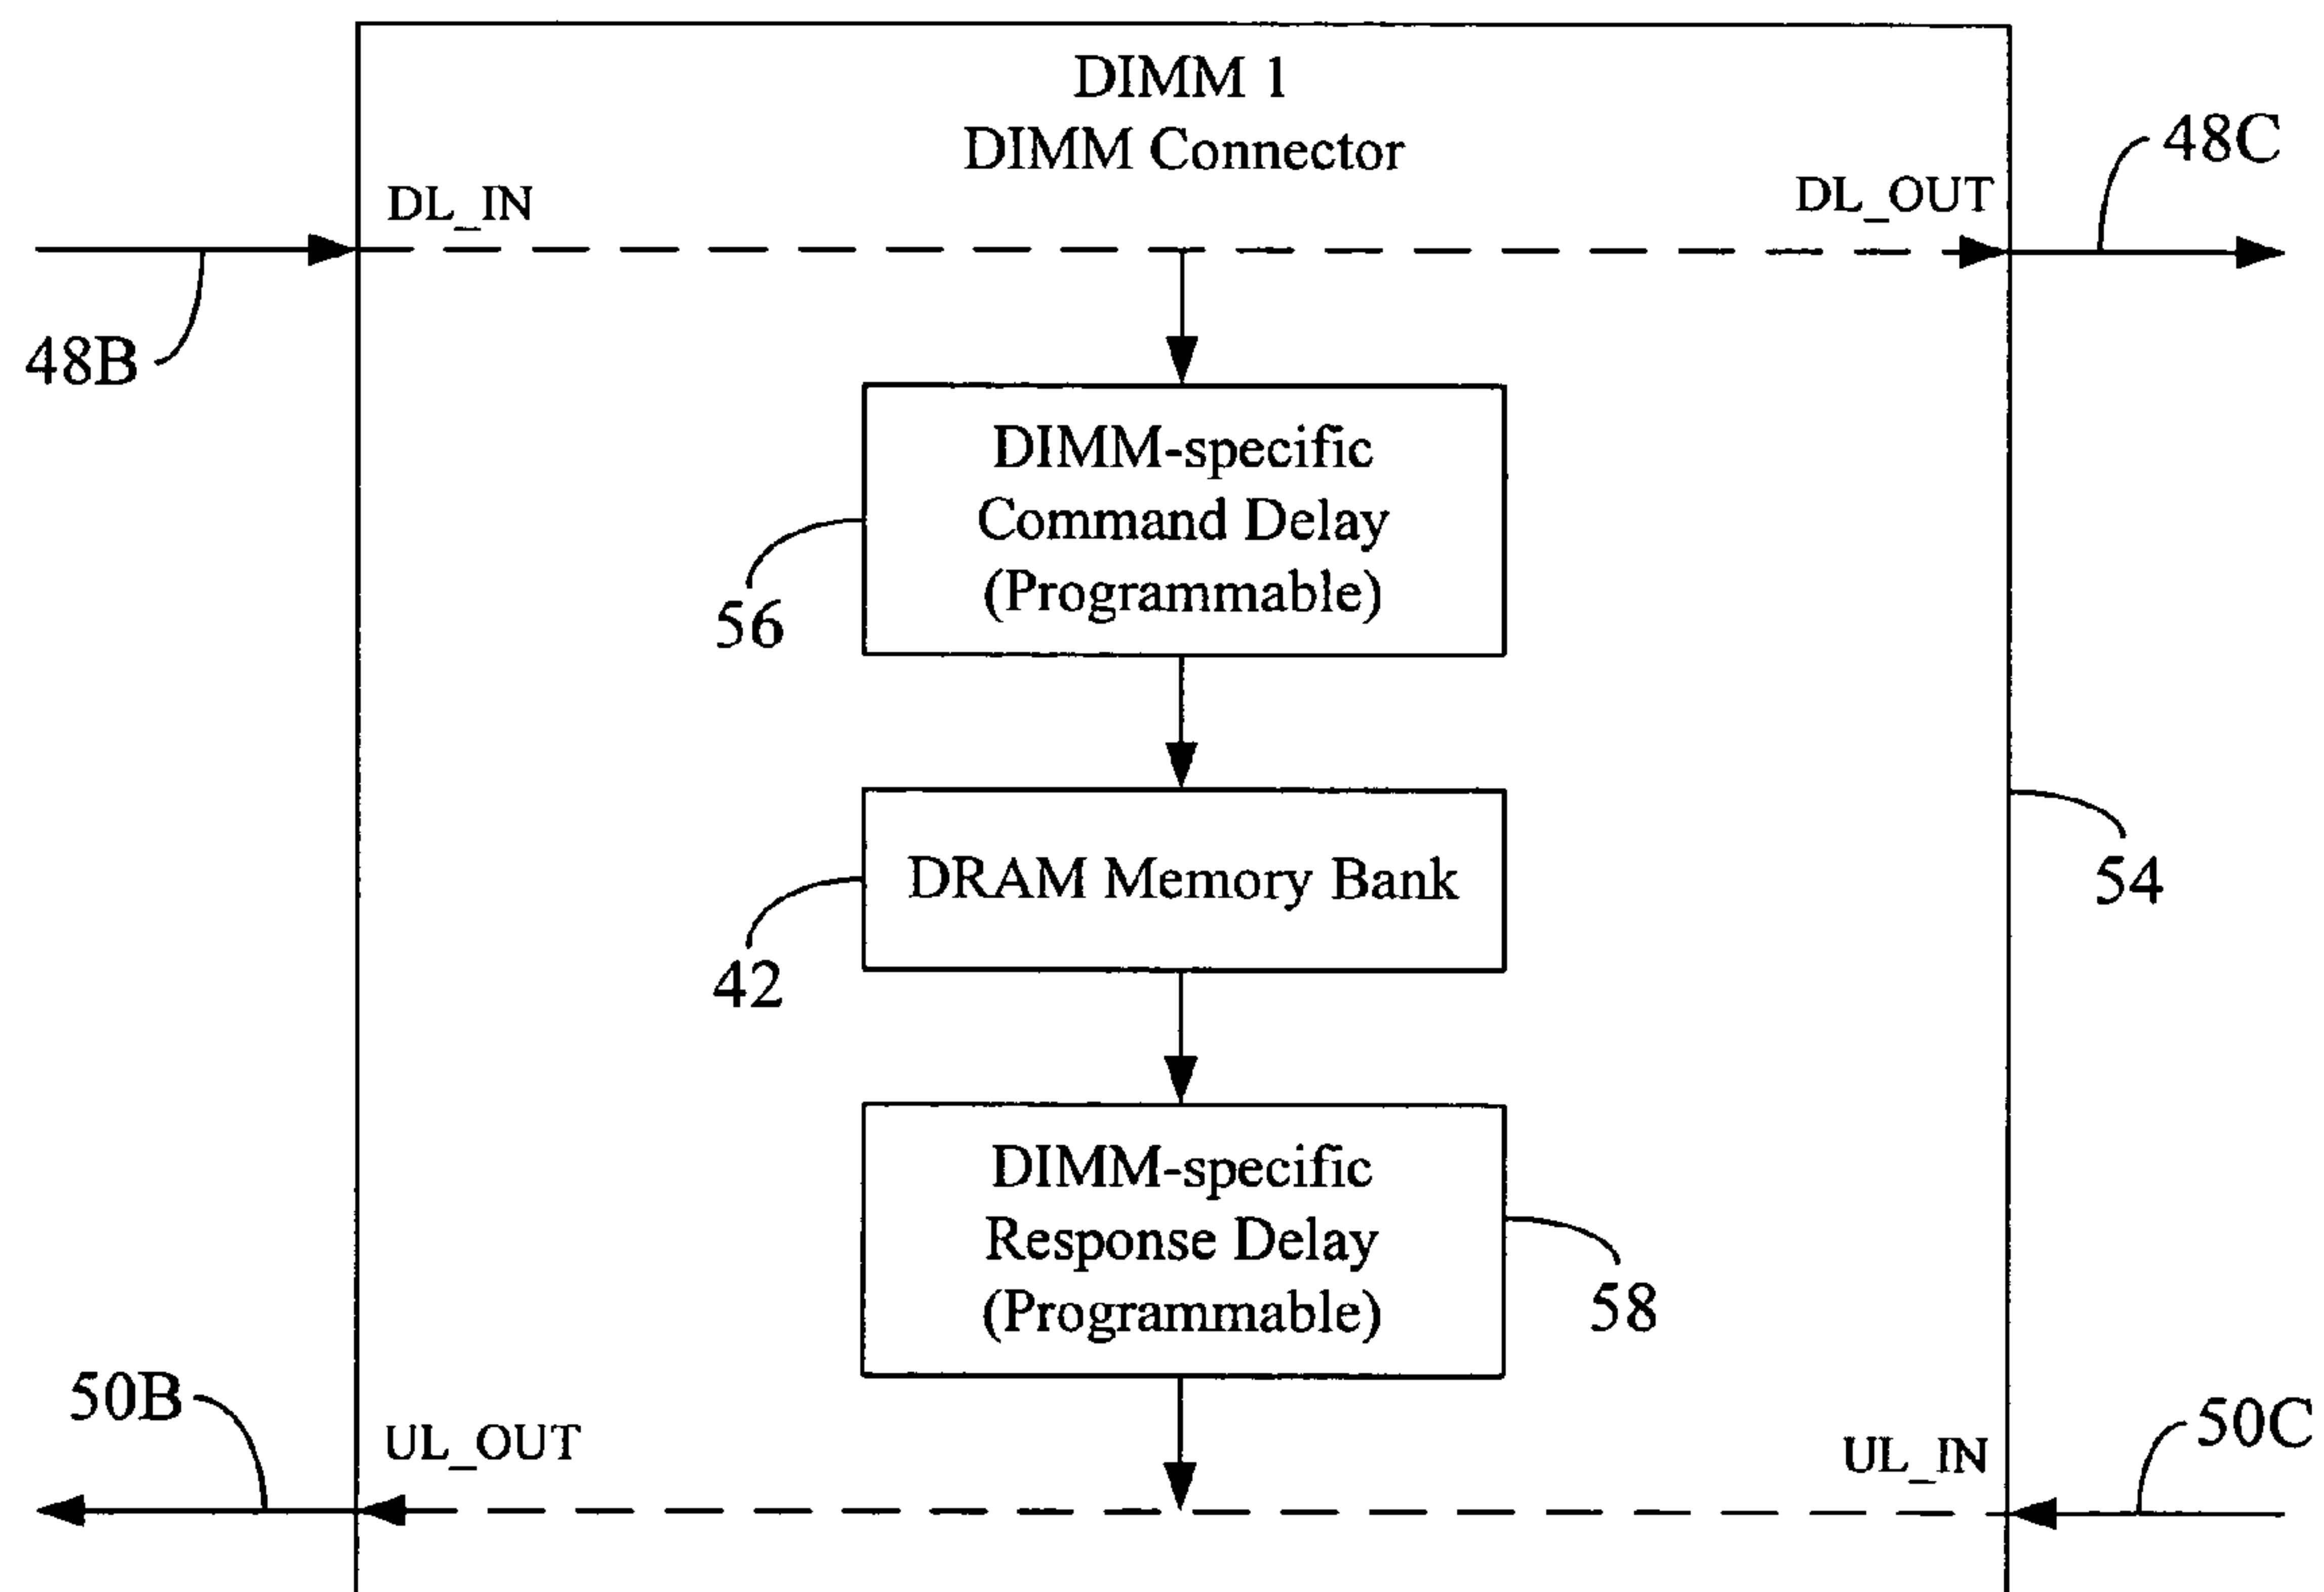 DIMM 1
DIMM Connector
48C
DL_IN
DL_OUT
48B
DIMM-specific
Command Delay
(Programmable)
56
DRAM Memory Bank
54
42
DIMM-specific
Response Delay
(Programmable)
58
50B
50C
UL_OUT
UL_IN